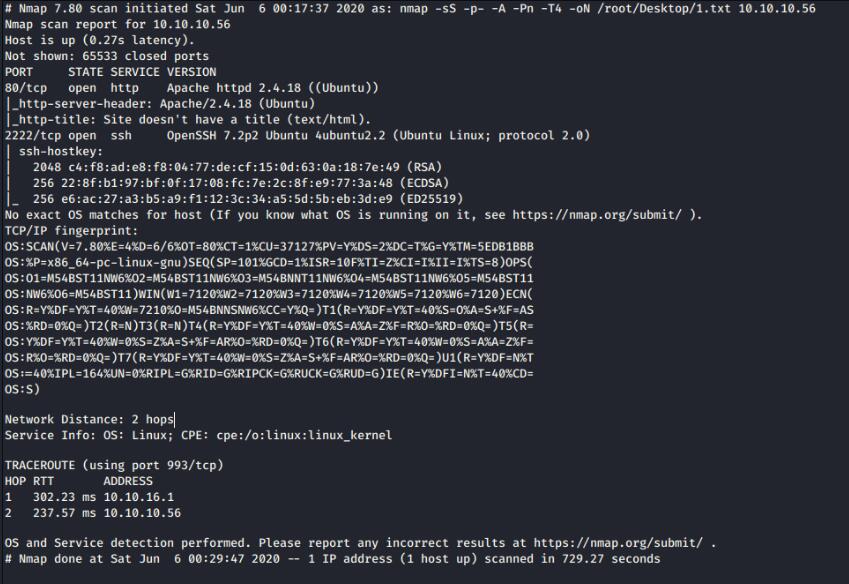 # Nmap 7.80 scan initiated Sat Jun  6 00:17:37 2020 as: nmap -sS -p- -A -Pn -T4 -oN /root/Desktop/1.txt 10.10.10.56
Nmap scan report for 10.10.10.56
Host is up (0.27s latency).
Not shown: 65533 closed ports
PORT     STATE SERVICE VERSION
80/tcp   open  http    Apache httpd 2.4.18 ((Ubuntu))
|_http-server-header: Apache/2.4.18 (Ubuntu)
|_http-title: Site doesn't have a title (text/html).
2222/tcp open  ssh     OpenSSH 7.2p2 Ubuntu 4ubuntu2.2 (Ubuntu Linux; protocol 2.0)
| ssh-hostkey:
|   2048 c4:f8:ad:e8:f8:04:77:de:cf:15:0d:63:0a:18:7e:49 (RSA)
|   256 22:8f:b1:97:bf:0f:17:08:fc:7e:2c:8f:e9:77:3a:48 (ECDSA)
|_  256 e6:ac:27:a3:b5:a9:f1:12:3c:34:a5:5d:5b:eb:3d:e9 (ED25519)
No exact OS matches for host (If you know what OS is running on it, see https://nmap.org/submit/ ).
TCP/IP fingerprint:
OS:SCAN(V=7.80%E=4%D=6/6%OT=80%CT=1%CU=37127%PV=Y%DS=2%DC=T%G=Y%TM=5EDB1BBB
OS:%P=x86_64-pc-linux-gnu)SEQ(SP=101%GCD=1%ISR=10F%TI=Z%CI=I%II=I%TS=8)OPS(
OS:O1=M54BST11NW6%O2=M54BST11NW6%O3=M54BNNT11NW6%O4=M54BST11NW6%O5=M54BST11
OS:NW6%O6=M54BST11)WIN(W1=7120%W2=7120%W3=7120%W4=7120%W5=7120%W6=7120)ECN(
OS:R=Y%DF=Y%T=40%W=7210%O=M54BNNSNW6%CC=Y%Q=)T1(R=Y%DF=Y%T=40%S=O%A=S+%F=AS
OS:%RD=0%Q=)T2(R=N)T3(R=N)T4(R=Y%DF=Y%T=40%W=0%S=A%A=Z%F=R%O=%RD=0%Q=)T5(R=
OS:Y%DF=Y%T=40%W=0%S=Z%A=S+%F=AR%O=%RD=0%Q=)T6(R=Y%DF=Y%T=40%W=0%S=A%A=Z%F=
OS:R%O=%RD=0%Q=)T7(R=Y%DF=Y%T=40%W=0%S=Z%A=S+%F=AR%O=%RD=0%Q=)U1(R=Y%DF=N%T
OS:=40%IPL=164%UN=0%RIPL=G%RID=G%RIPCK=G%RUCK=G%RUD=G)IE(R=Y%DFI=N%T=40%CD=
OS:S)
Network Distance: 2 hops
Service Info: OS: Linux; CPE: cpe:/o:linux:linux_kernel
TRACEROUTE (using port 993/tcp)
HOP RTT       ADDRESS
1   302.23 ms 10.10.16.1
2   237.57 ms 10.10.10.56
OS and Service detection performed. Please report any incorrect results at https://nmap.org/submit/ .
# Nmap done at Sat Jun  6 00:29:47 2020 -- 1 IP address (1 host up) scanned in 729.27 seconds